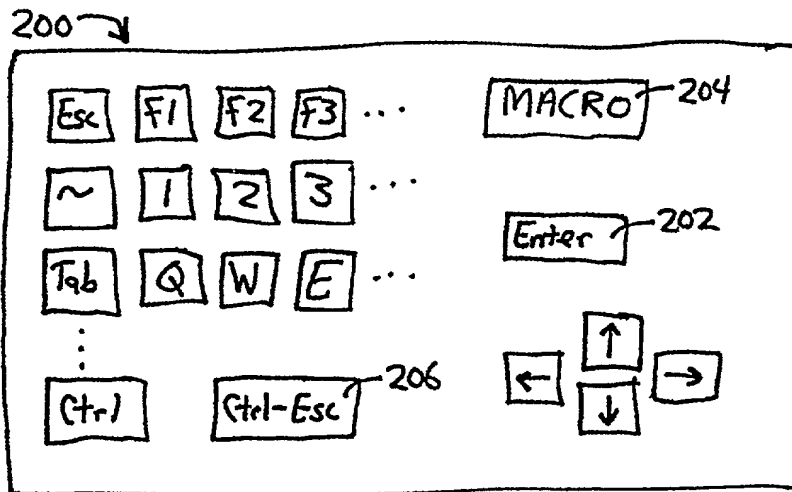 200
Esc F1 F2 F3 ... MACRO 204
~ 1 2 3 ...
Enter 202
Tab Q W E ...
↑
Ctrl Ctrl-Esc 206 ← ↓ →